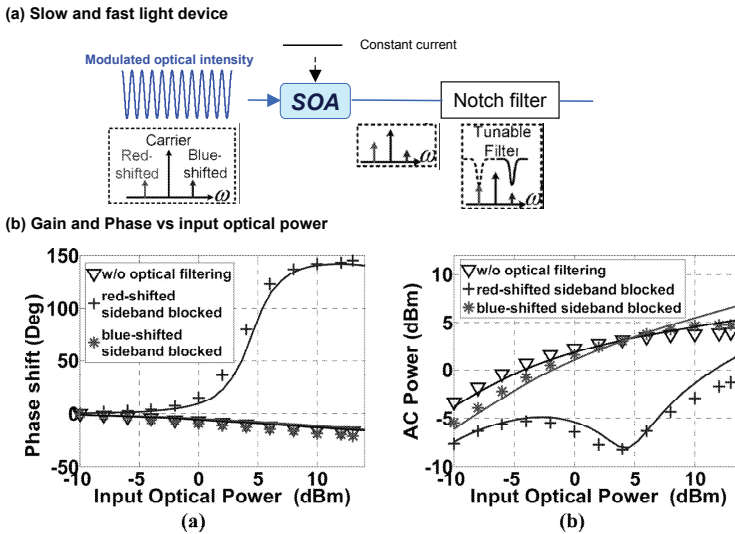 (a) Slow and fast light device
Constant current
Modulated optical intensity
SOA
Notch filter
Carrier
Red-shifted
Blue-shifted
ω
ω
Tunable
Filter
ω
(b) Gain and Phase vs input optical power
150
100
50
0
-50
-10
-5
0
5
10
Phase shift (Deg)
w/o optical filtering
red-shifted
sideband blocked
blue-shifted
sideband blocked
Input Optical Power (dBm)
(a)
10
5
0
-5
-10
-10
-5
0
5
10
AC Power (dBm)
w/o optical filtering
red-shifted sideband blocked
blue-shifted sideband blocked
Input Optical Power (dBm)
(b)